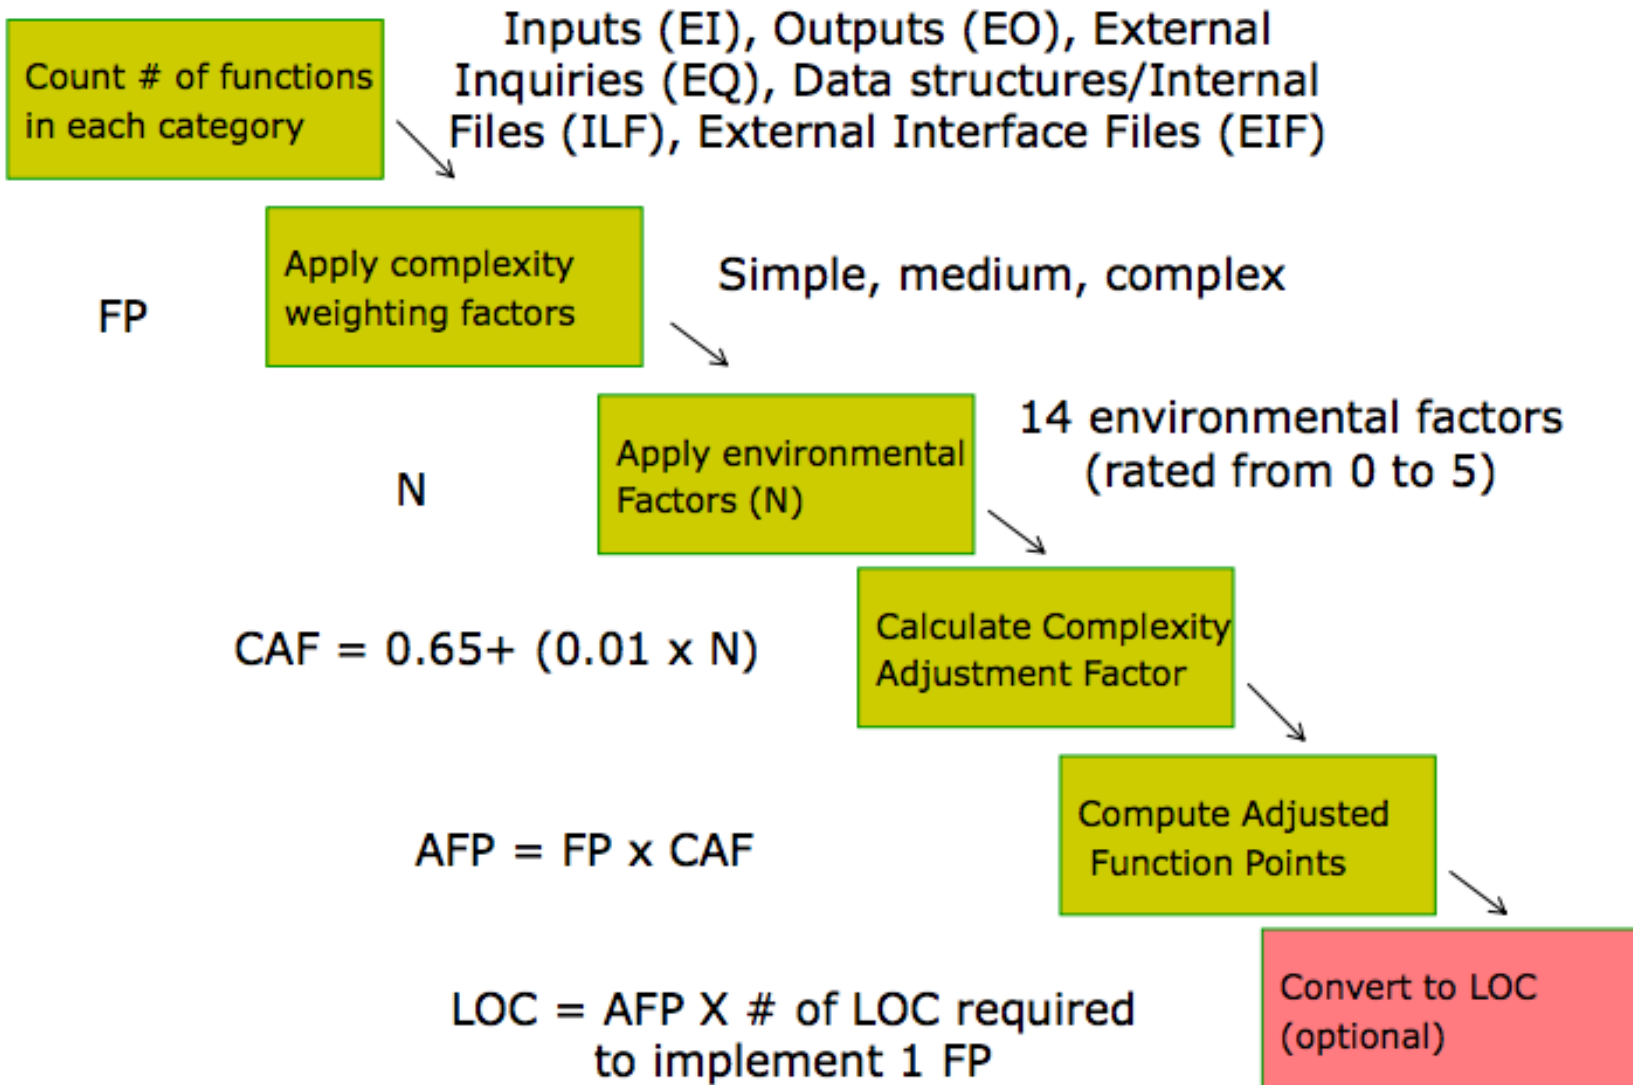 Count # of functions
in each category
Inputs (EI), Outputs (EO), External
Inquiries (EQ), Data structures/Internal
Files (ILF), External Interface Files (EIF)
FP
Apply complexity
weighting factors
Simple, medium, complex
N
Apply environmental
Factors (N)
14 environmental factors
(rated from 0 to 5)
CAF = 0.65+ (0.01 x N)
Calculate Complexity
Adjustment Factor
AFP = FP x CAF
Compute Adjusted
Function Points
LOC = AFP X # of LOC required
to implement 1 FP
Convert to LOC
(optional)